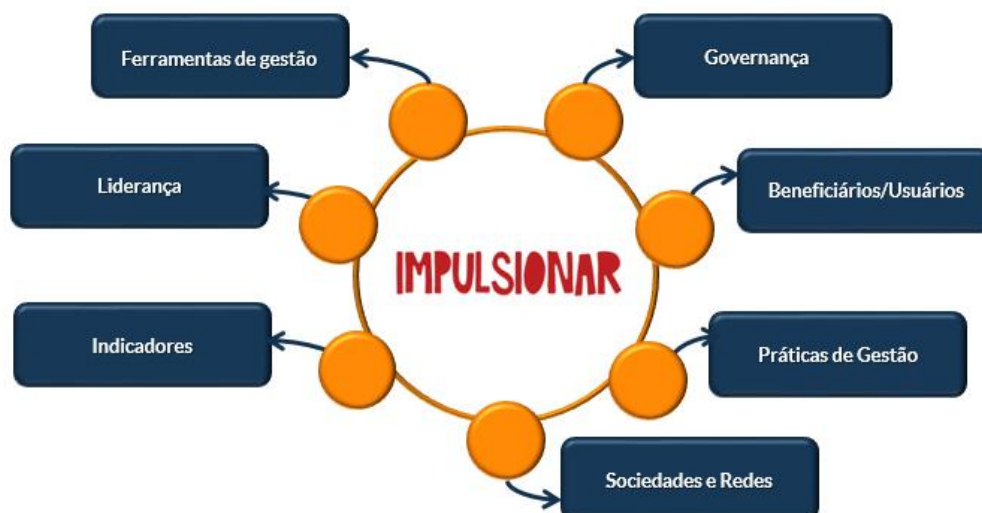 Ferramentas de gestão
Governança
Liderança
Beneficiários/Usuários
IMPULSIONAR
Indicadores
Práticas de Gestão
Sociedades e Redes